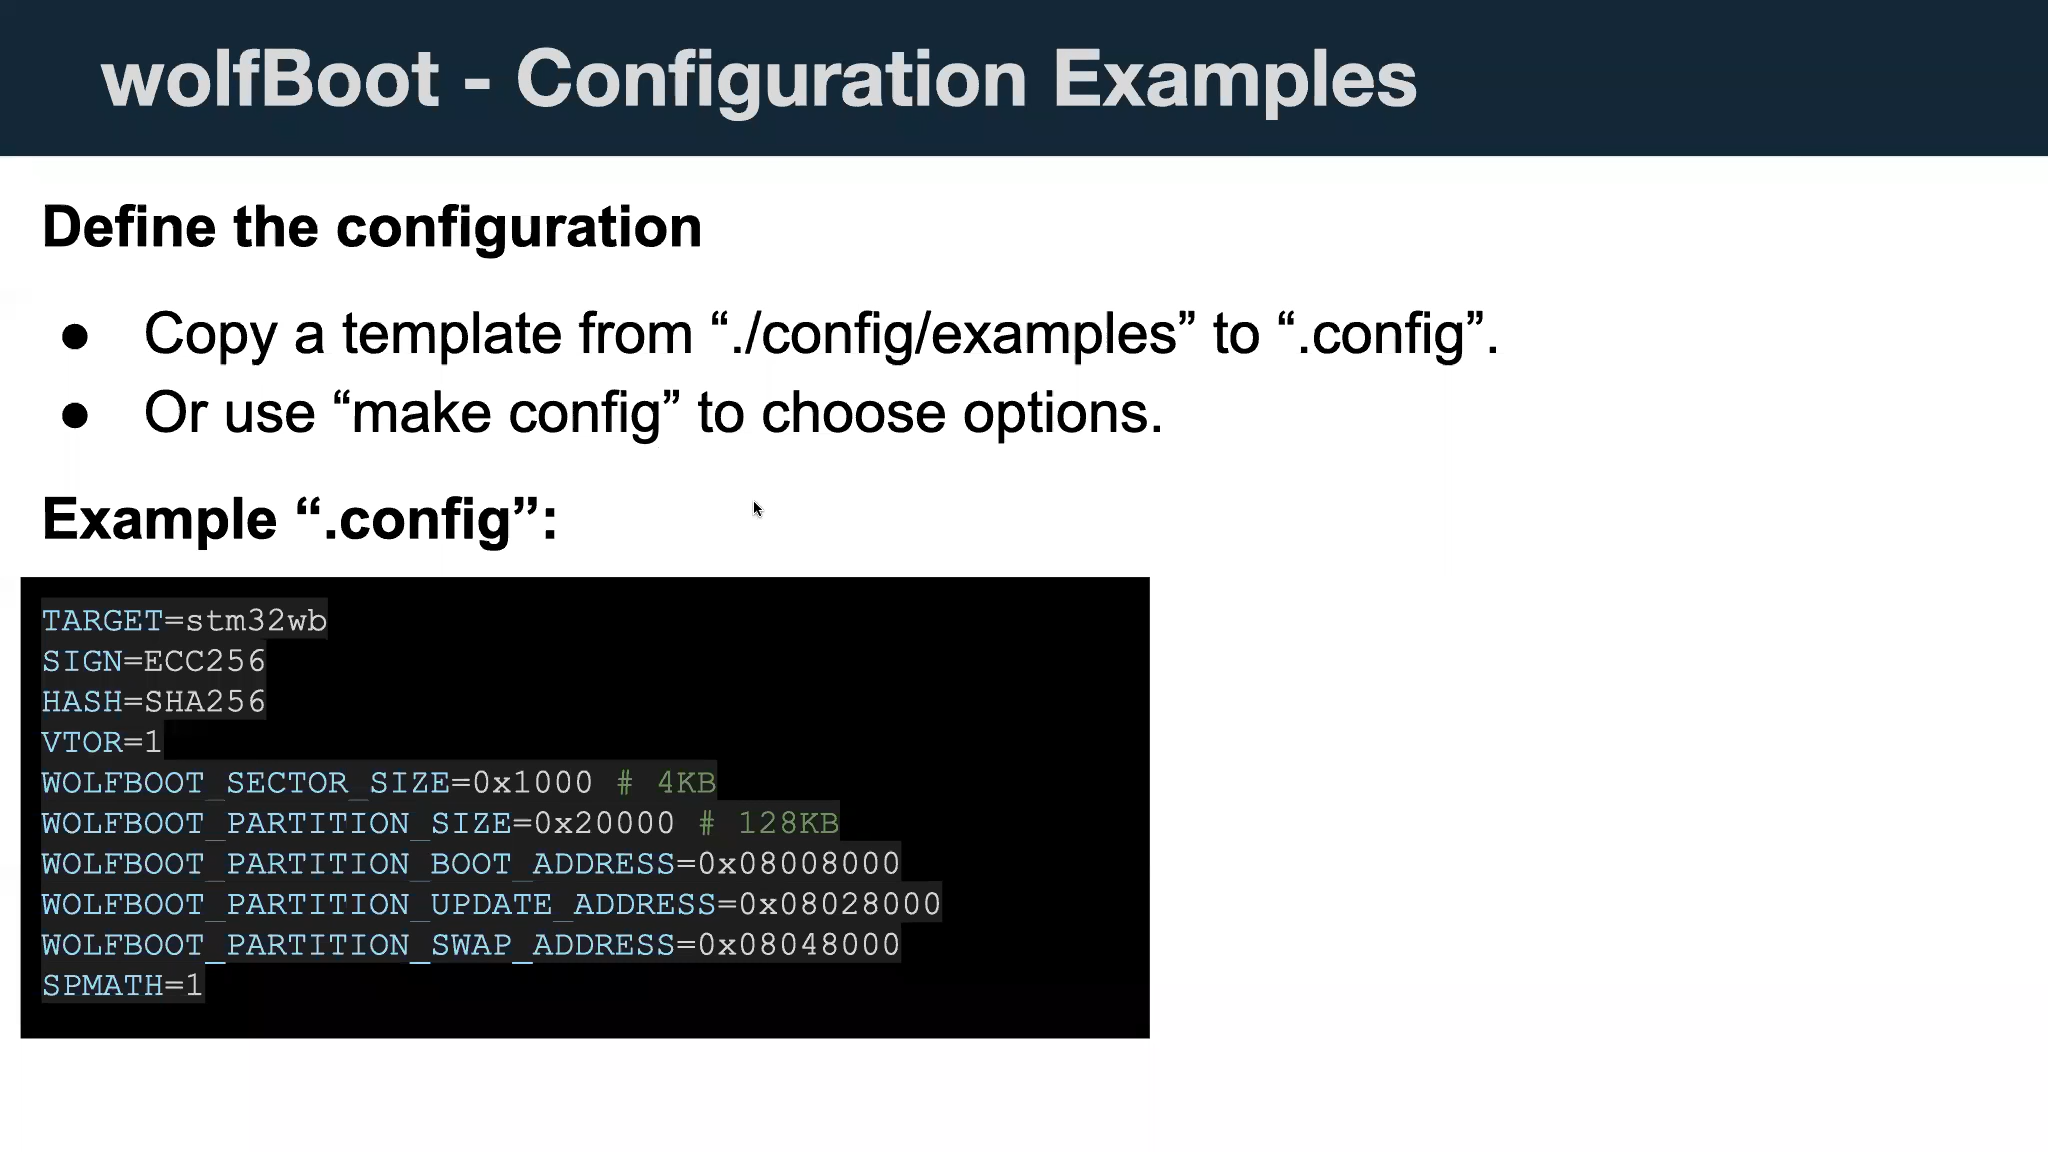 wolfBoot - Configuration Examples
Define the configuration
● Copy a template from “./config/examples” to “.config”.
● Or use “make config” to choose options.
Example “.config”:
TARGET=stm32wb
SIGN=ECC256
HASH=SHA256
VTOR=1
WOLFBOOT_SECTOR_SIZE=0x1000 # 4KB
WOLFBOOT_PARTITION_SIZE=0x20000 # 128KB
WOLFBOOT_PARTITION_BOOT_ADDRESS=0x08008000
WOLFBOOT_PARTITION_UPDATE_ADDRESS=0x08028000
WOLFBOOT_PARTITION_SWAP_ADDRESS=0x08048000
SPMATH=1